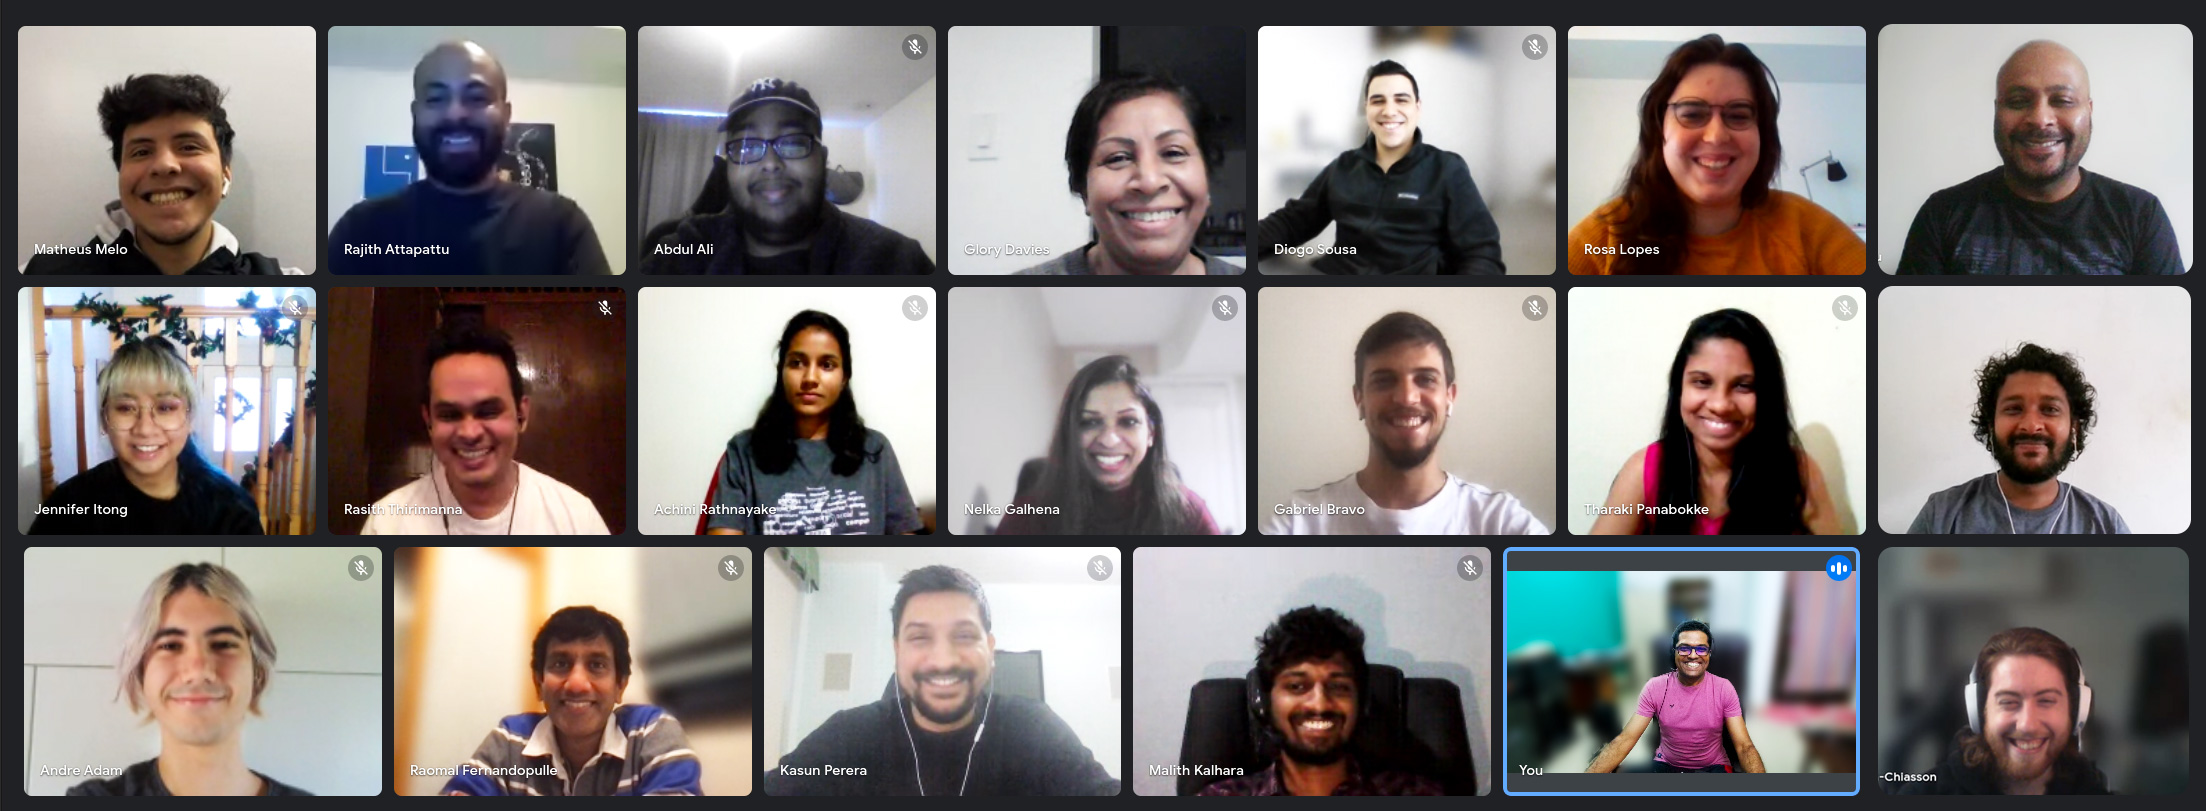 Matheus Melo
Rajith Attapattu
Abdul Ali
Glory Davies
Diogo Sousa
Rosa Lopes
Jennifer Itong
Rasith Thirimanna
Achini Rathnayake
Nelka Galhena
Gabriel Bravo
Tharaki Panabokke
Andre Adam
Raomal Fernandopulle
Kasun Perera
Malith Kalhara
You
-Chiasson